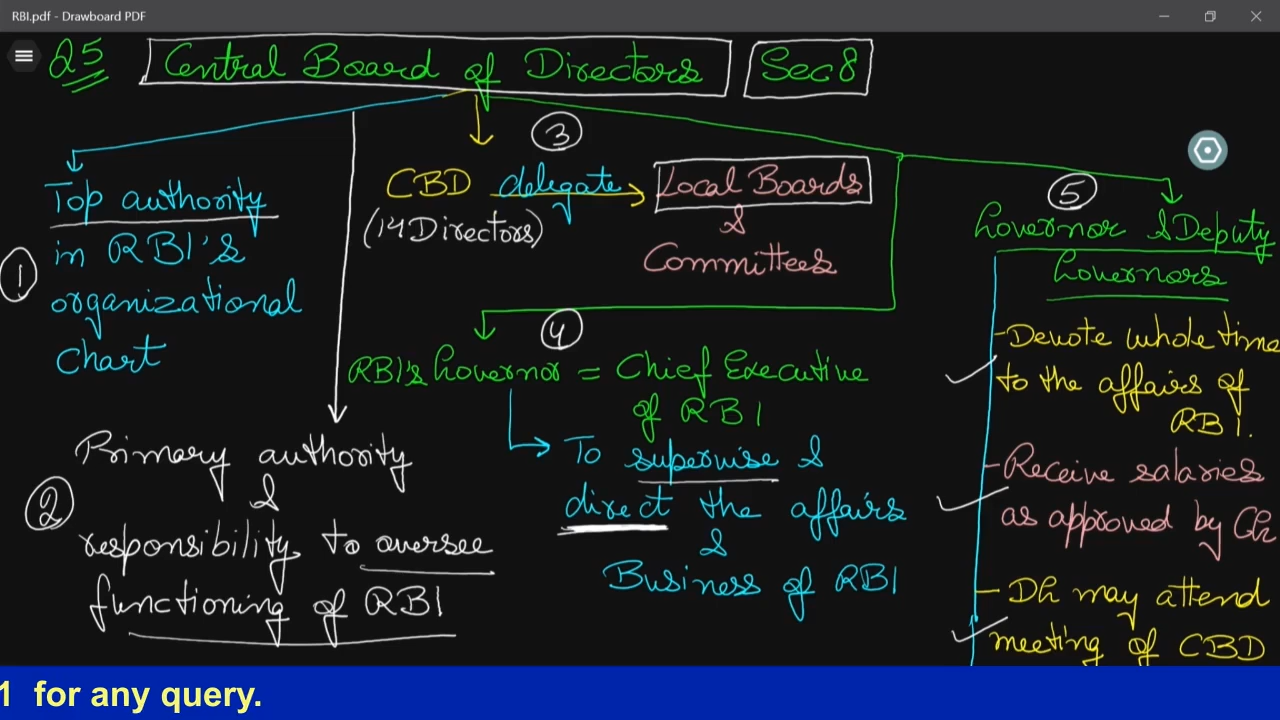 RBI.pdf - Drawboard PDF
Q5 Central Board of Directors Sec 8
1
Top authority
in RBI's
organizational
chart
2
Primary authority
&
responsibility to oversee
functioning of RBI
3
CBD delegate Local Boards
(14 Directors) &
Committees
4
RBI's Governor = Chief Executive
of RBI
To supervise &
direct the affairs
&
Business of RBI
5
Governor & Deputy
Governors
- Devote whole time
to the affairs of
RBI.
- Receive salaries
as approved by CG
- DG may attend
meeting of CBD
1 for any query.